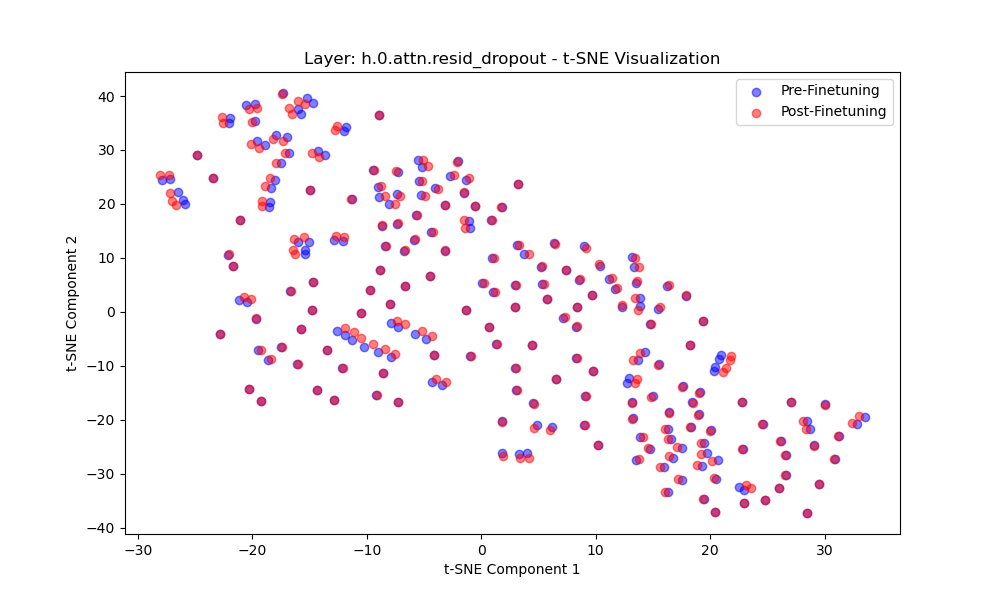 Layer: h.0.attn.resid_dropout - t-SNE Visualization
Pre-Finetuning
Post-Finetuning
t-SNE Component 2
40
30
20
10
0
−10
−20
−30
−40
−30 −20 −10 0 10 20 30
t-SNE Component 1